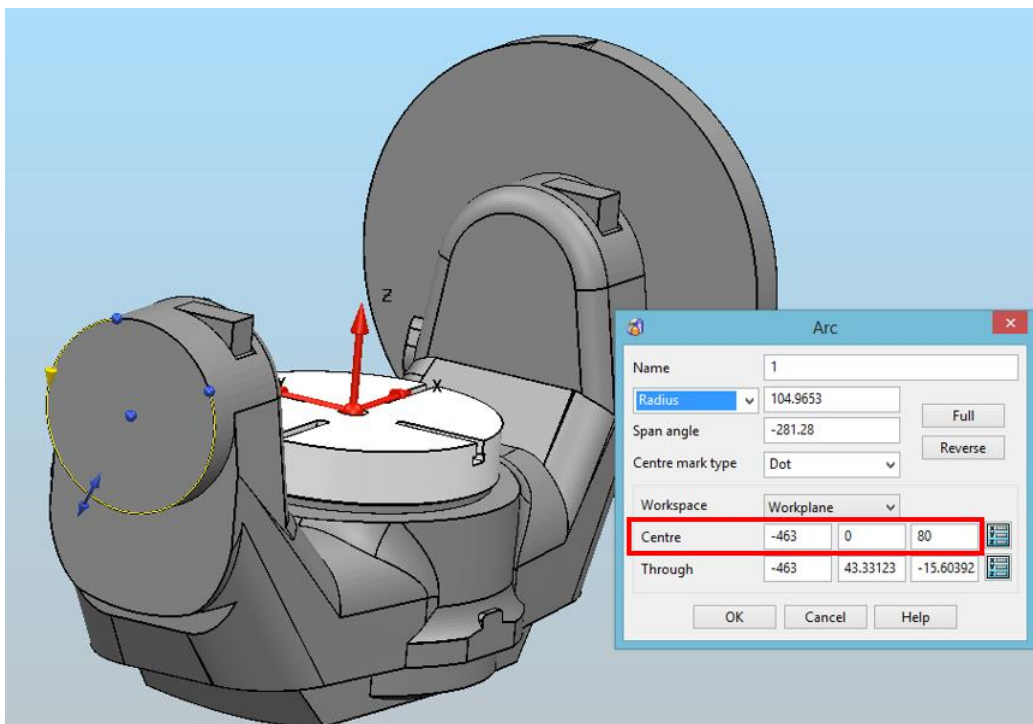 Z
Y
X
Arc
Name 1
Radius 104.9653
Full
Span angle -281.28
Reverse
Centre mark type Dot
Workspace Workplane
Centre -463 0 80
Through -463 43.33123 -15.60392
OK Cancel Help